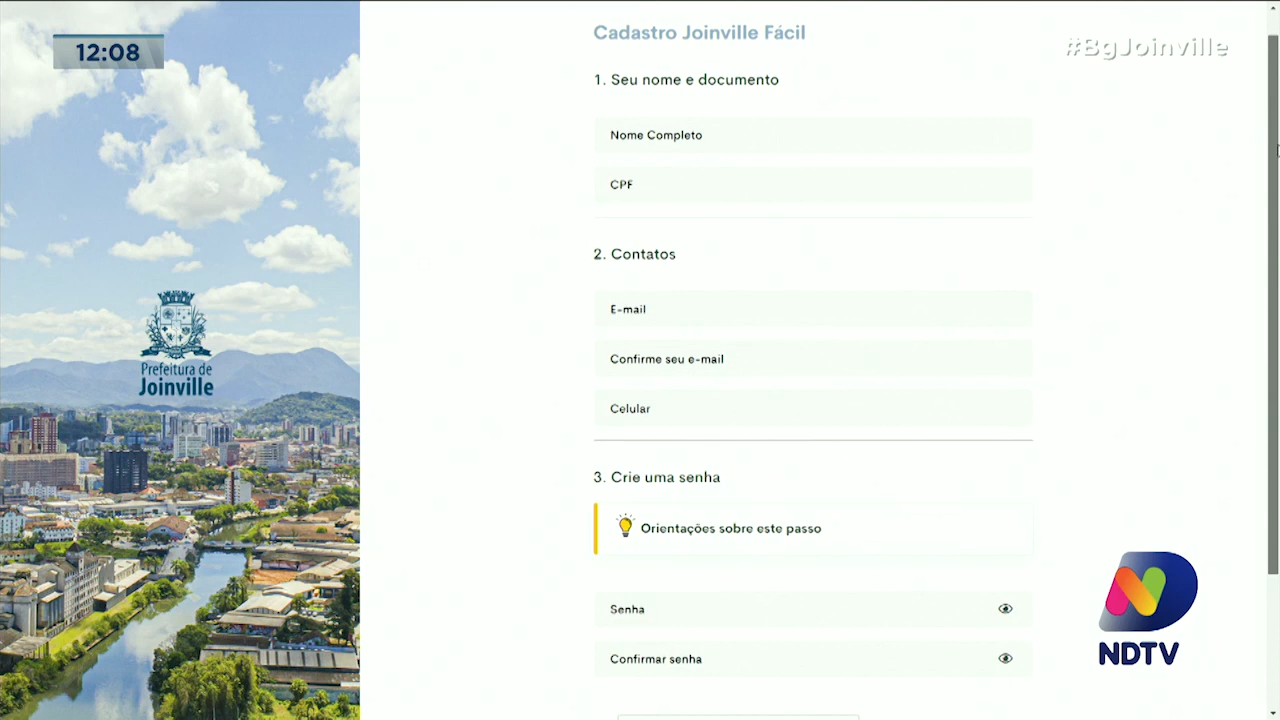 12:08
#BgJoinville
Prefeitura de
Joinville
Cadastro Joinville Fácil
1. Seu nome e documento
Nome Completo
CPF
2. Contatos
E-mail
Confirme seu e-mail
Celular
3. Crie uma senha
Orientações sobre este passo
Senha
Confirmar senha
NDTV